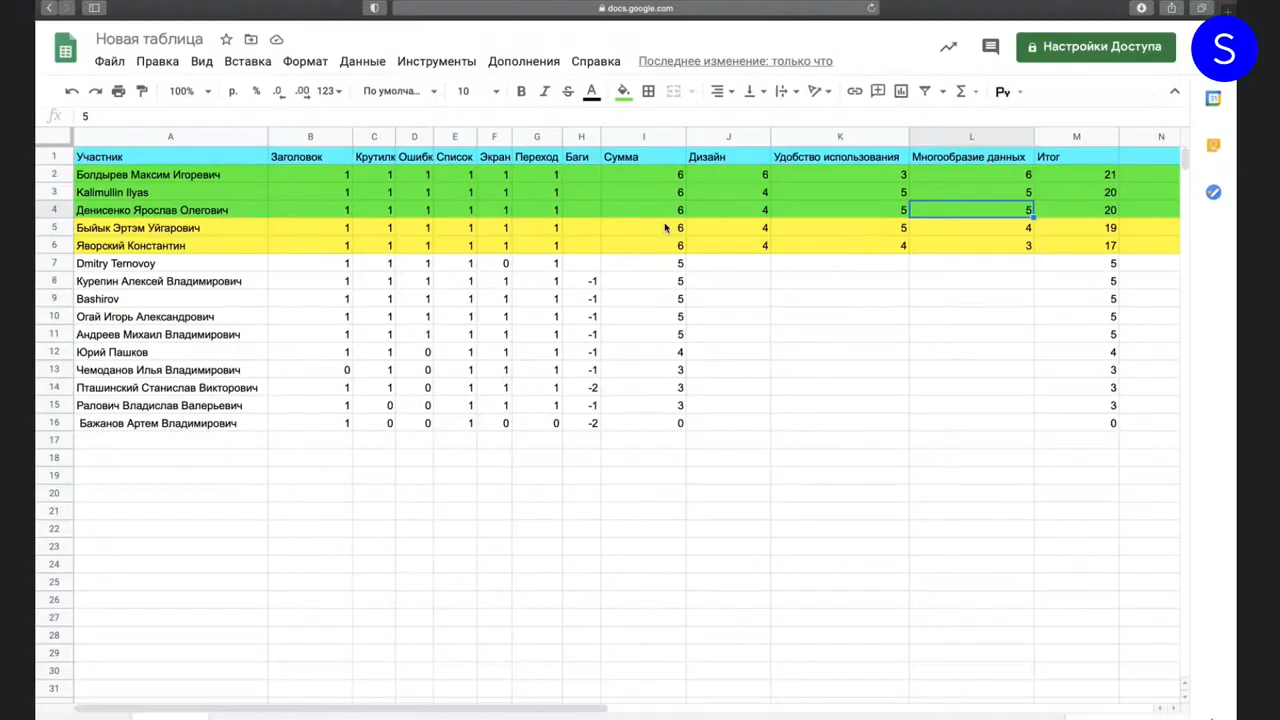 docs.google.com
S
Новая таблица
Файл Правка Вид Вставка Формат Данные Инструменты Дополнения Справка Последнее изменение: только что
Настройки Доступа
100% р. % .0 .00 123 По умолча... 10 B I S A Σ
fx 5
A B C D E F G H I J K L M N
1 Участник Заголовок Крутилк Ошибк Список Экран Переход Баги Сумма Дизайн Удобство использования Многообразие данных Итог
2 Болдырев Максим Игоревич 1 1 1 1 1 1 6 6 3 6 21
3 Kalimullin Ilyas 1 1 1 1 1 1 6 4 5 5 20
4 Денисенко Ярослав Олегович 1 1 1 1 1 1 6 4 5 5 20
5 Быйык Эртэм Уйгарович 1 1 1 1 1 1 6 4 5 4 19
6 Яворский Константин 1 1 1 1 1 1 6 4 4 3 17
7 Dmitry Ternovoy 1 1 1 1 0 1 5 5
8 Курепин Алексей Владимирович 1 1 1 1 1 1 -1 5 5
9 Bashirov 1 1 1 1 1 1 -1 5 5
10 Огай Игорь Александрович 1 1 1 1 1 1 -1 5 5
11 Андреев Михаил Владимирович 1 1 1 1 1 1 -1 5 5
12 Юрий Пашков 1 1 0 1 1 1 -1 4 4
13 Чемоданов Илья Владимирович 0 1 0 1 1 1 -1 3 3
14 Пташинский Станислав Викторович 1 1 0 1 1 1 -2 3 3
15 Ралович Владислав Валерьевич 1 0 0 1 1 1 -1 3 3
16 Бажанов Артем Владимирович 1 0 0 1 0 0 -2 0 0
17
18
19
20
21
22
23
24
25
26
27
28
29
30
31